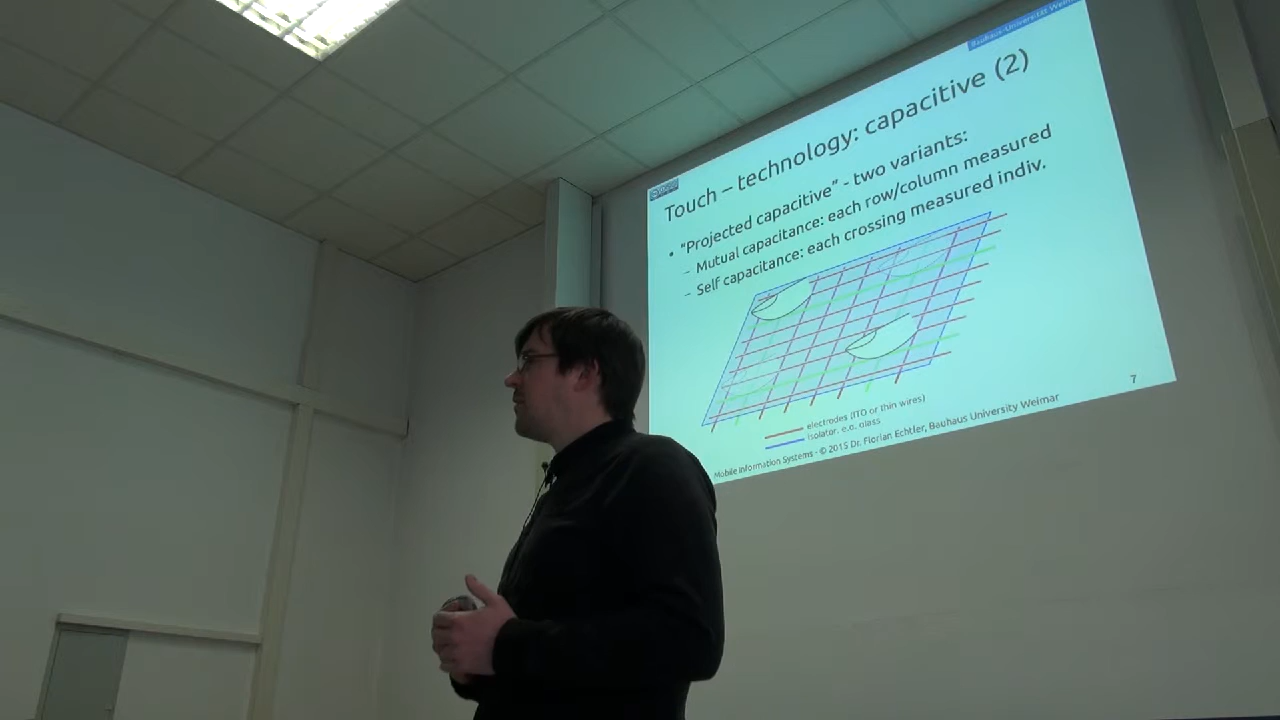 Bauhaus-Universität Weimar
Touch – technology: capacitive (2)
• “Projected capacitive” - two variants:
– Mutual capacitance: each row/column measured
– Self capacitance: each crossing measured indiv.
electrodes (ITO or thin wires)
isolator, e.g. glass
Mobile Information Systems - © 2015 Dr. Florian Echtler, Bauhaus University Weimar
7